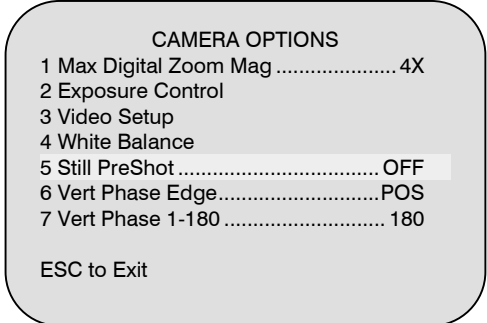 CAMERA OPTIONS
1 Max Digital Zoom Mag ..................... 4X
2 Exposure Control
3 Video Setup
4 White Balance
5 Still PreShot ................................... OFF
6 Vert Phase Edge............................POS
7 Vert Phase 1-180 ............................ 180
ESC to Exit